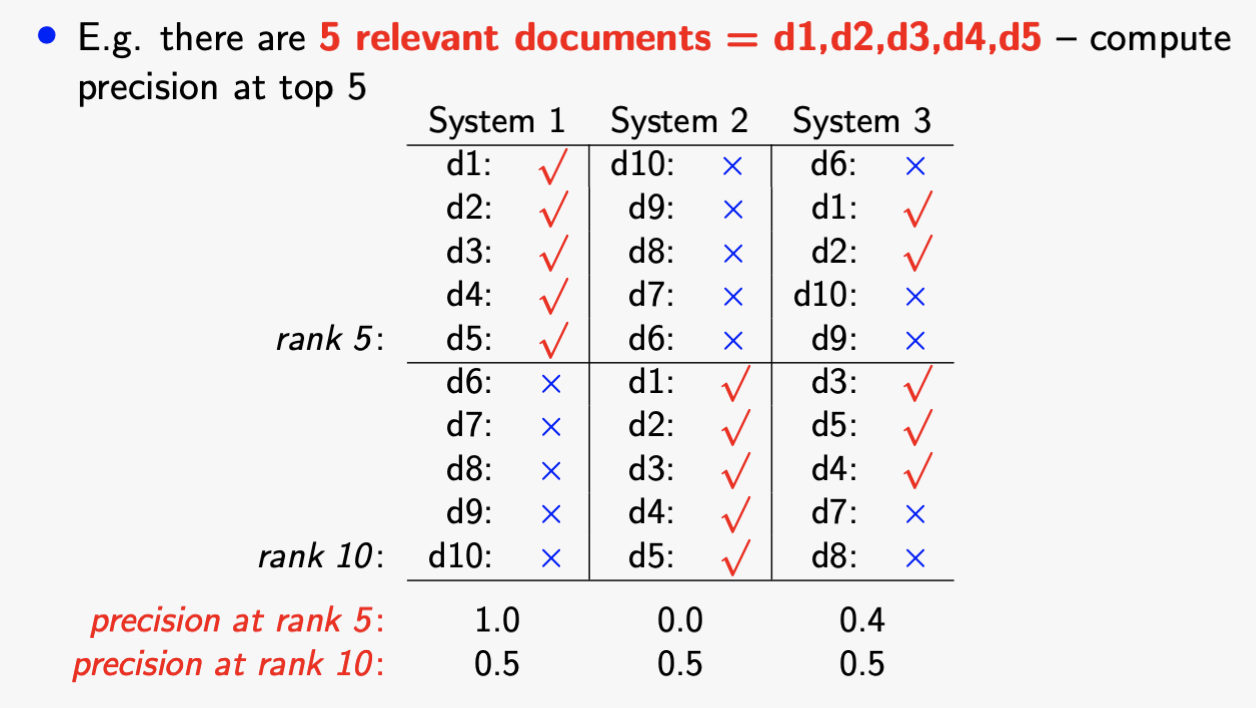 • E.g. there are 5 relevant documents = d1,d2,d3,d4,d5 – compute
precision at top 5
System 1 System 2 System 3
d1: √ d10: × d6: ×
d2: √ d9: × d1: √
d3: √ d8: × d2: √
d4: √ d7: × d10: ×
rank 5: d5: √ d6: × d9: ×
d6: × d1: √ d3: √
d7: × d2: √ d5: √
d8: × d3: √ d4: √
d9: × d4: √ d7: ×
rank 10: d10: × d5: √ d8: ×
precision at rank 5: 1.0 0.0 0.4
precision at rank 10: 0.5 0.5 0.5